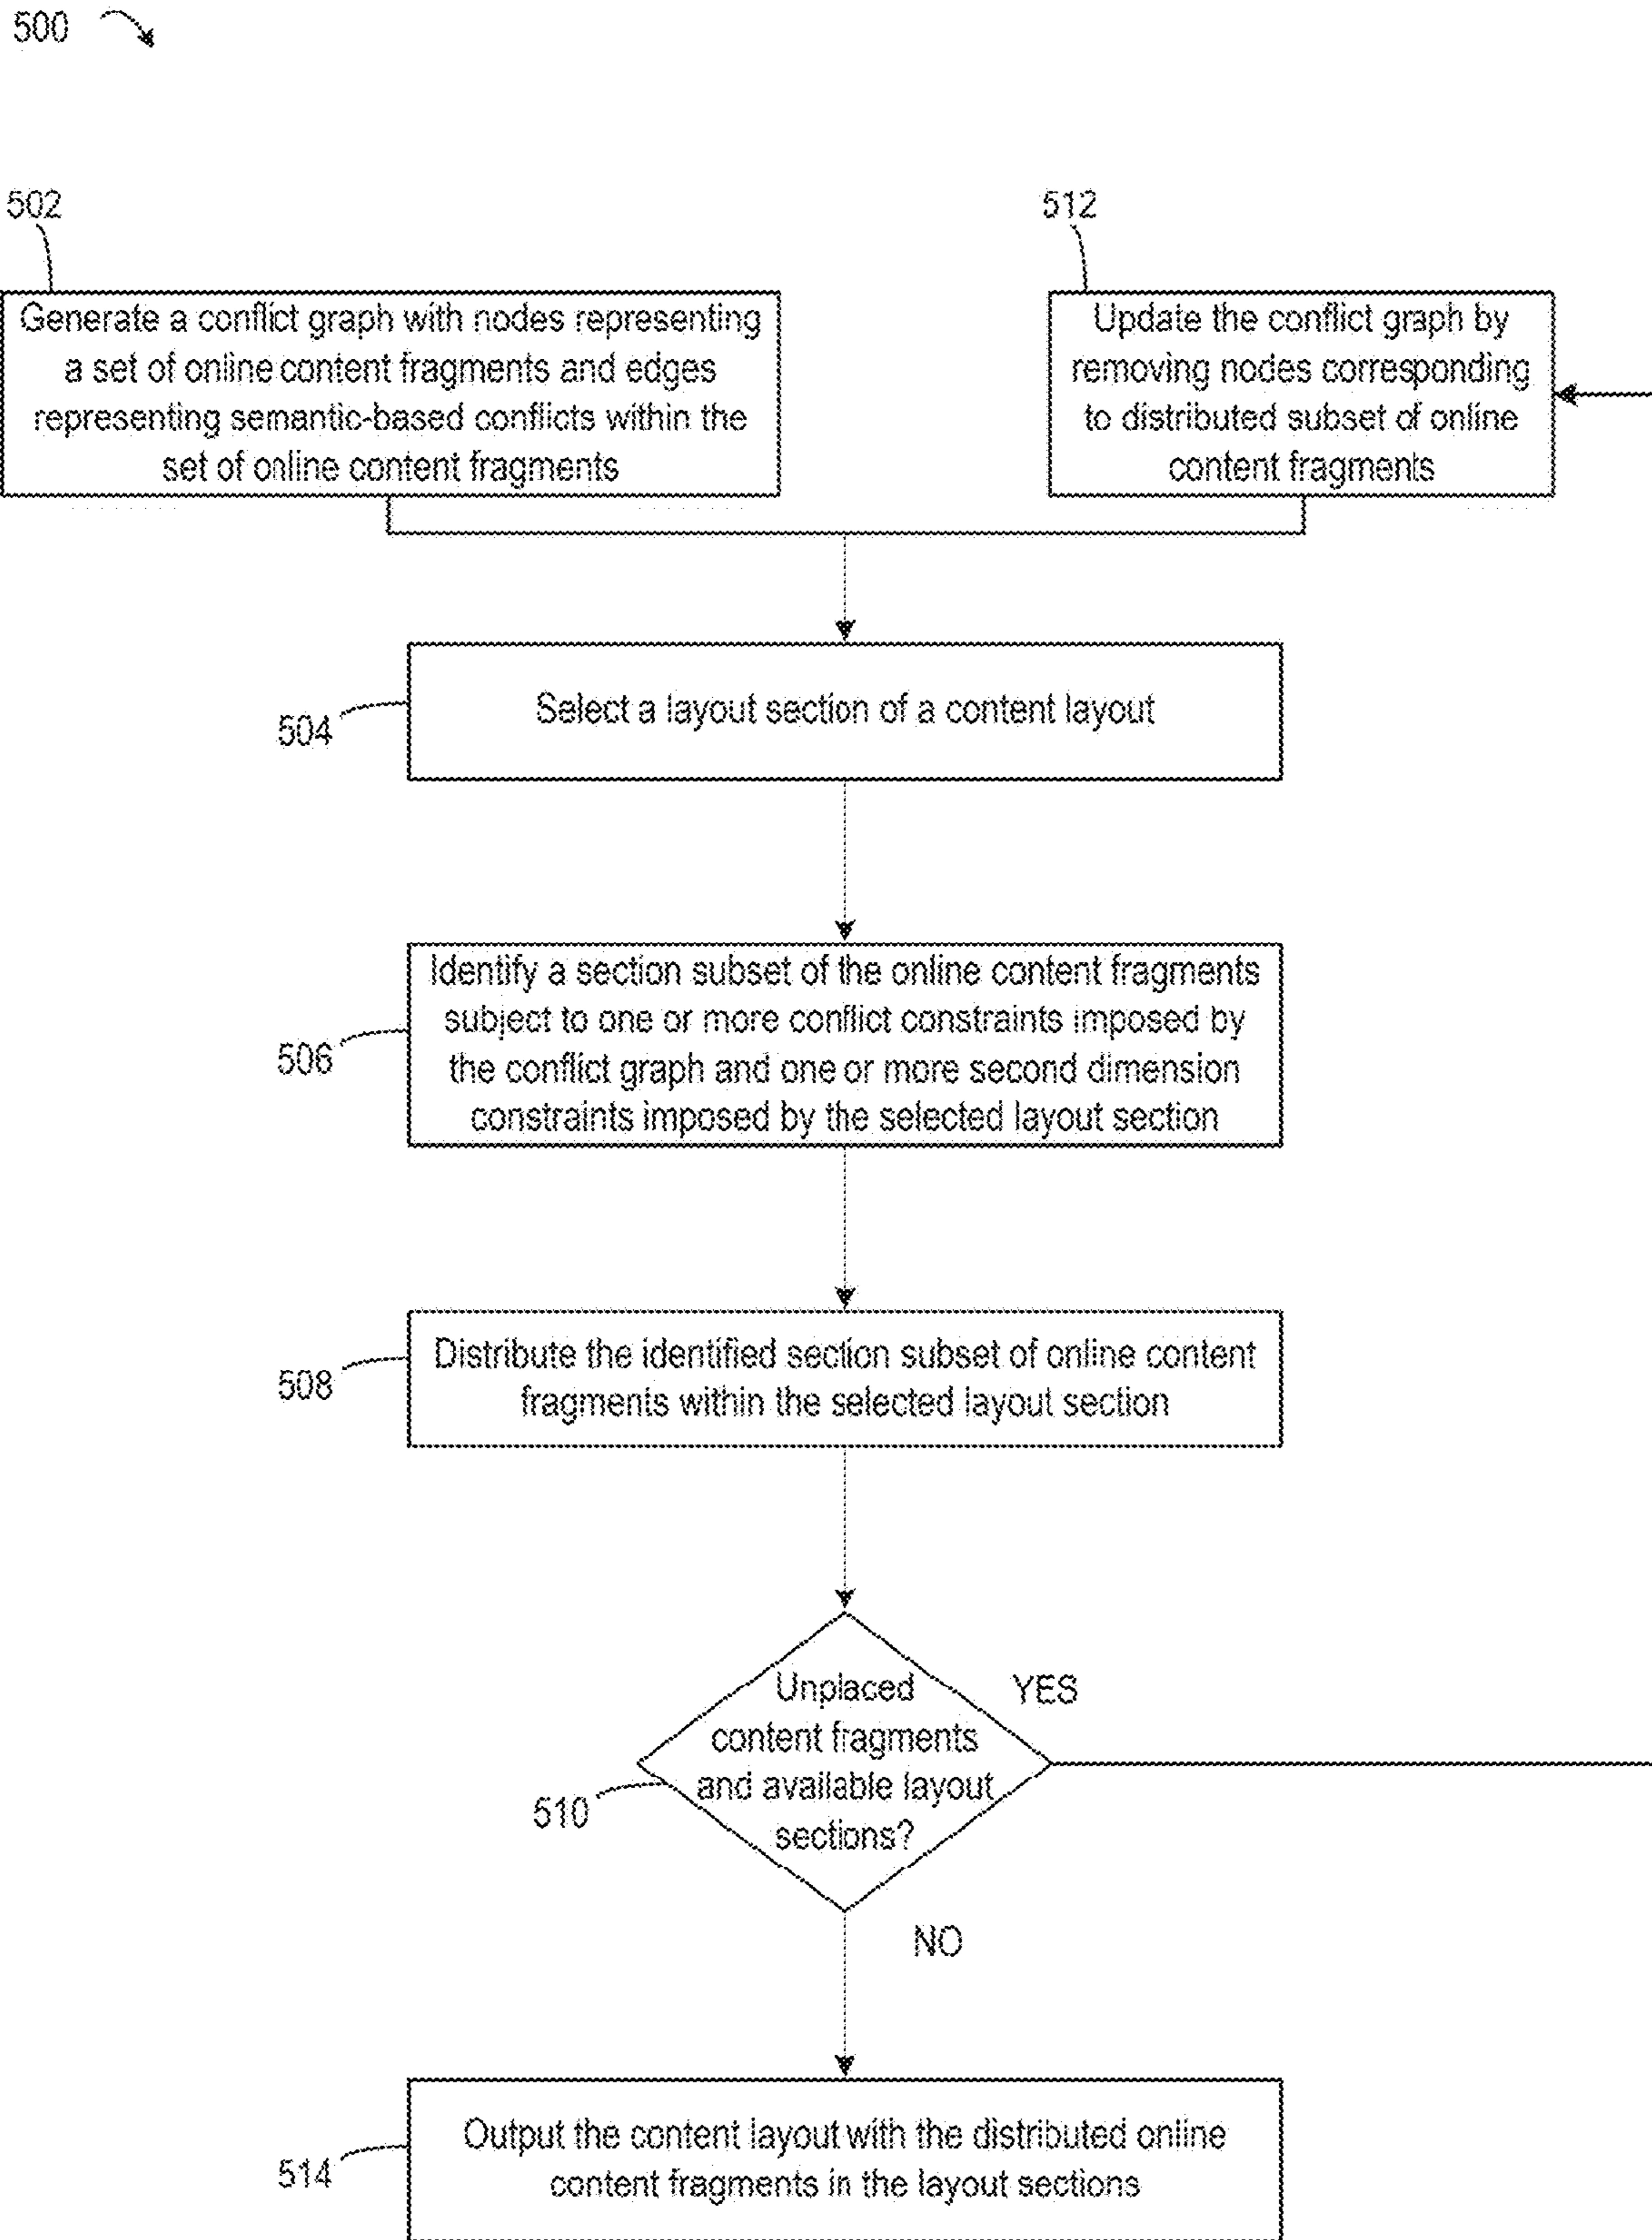 500
502
Generate a conflict graph with nodes representing
a set of online content fragments and edges
representing semantic-based conflicts within the
set of online content fragments
512
Update the conflict graph by
removing nodes corresponding
to distributed subset of online
content fragments
504
Select a layout section of a content layout
506
Identify a section subset of the online content fragments
subject to one or more conflict constraints imposed by
the conflict graph and one or more second dimension
constraints imposed by the selected layout section
508
Distribute the identified section subset of online content
fragments within the selected layout section
510
Unplaced
content fragments
and available layout
sections?
YES
NO
514
Output the content layout with the distributed online
content fragments in the layout sections